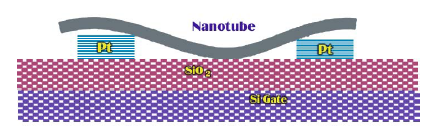 Nanotube
Pt
Pt
SiO2
Si Gate